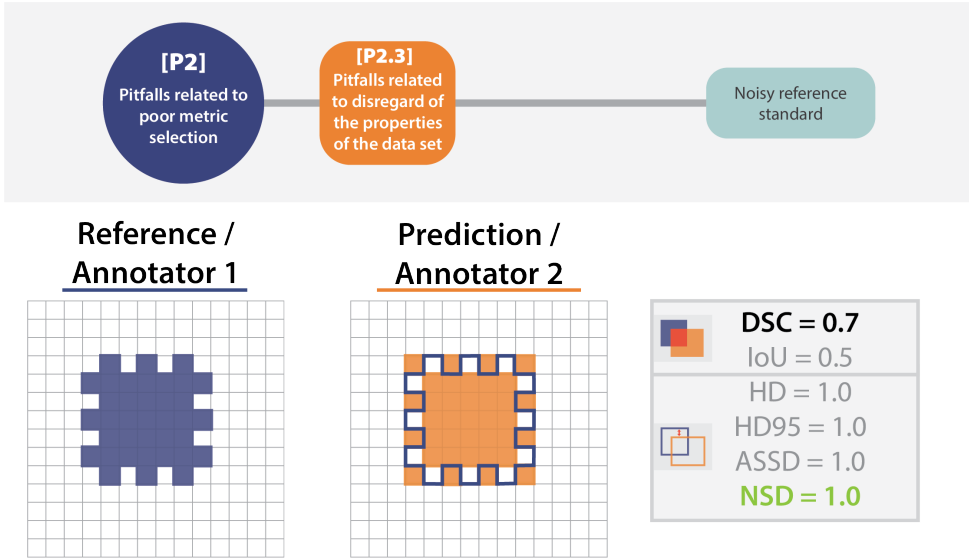 [P2]
Pitfalls related to
poor metric
selection
[P2.3]
Pitfalls related
to disregard of
the properties
of the data set
Noisy reference
standard
Reference /
Annotator 1
Prediction /
Annotator 2
DSC = 0.7
IoU = 0.5
HD = 1.0
HD95 = 1.0
ASSD = 1.0
NSD = 1.0